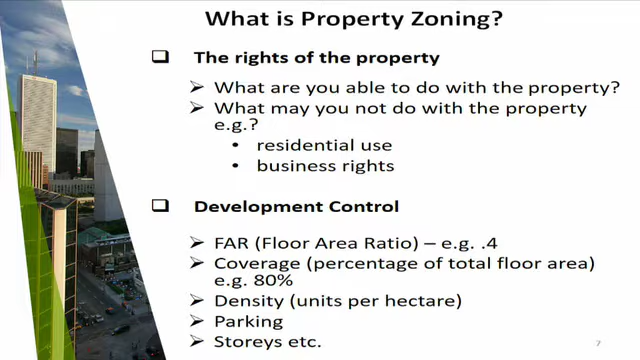 What is Property Zoning?
❑ The rights of the property
➢ What are you able to do with the property?
➢ What may you not do with the property
e.g.?
• residential use
• business rights
❑ Development Control
➢ FAR (Floor Area Ratio) – e.g. .4
➢ Coverage (percentage of total floor area)
e.g. 80%
➢ Density (units per hectare)
➢ Parking
➢ Storeys etc.
7